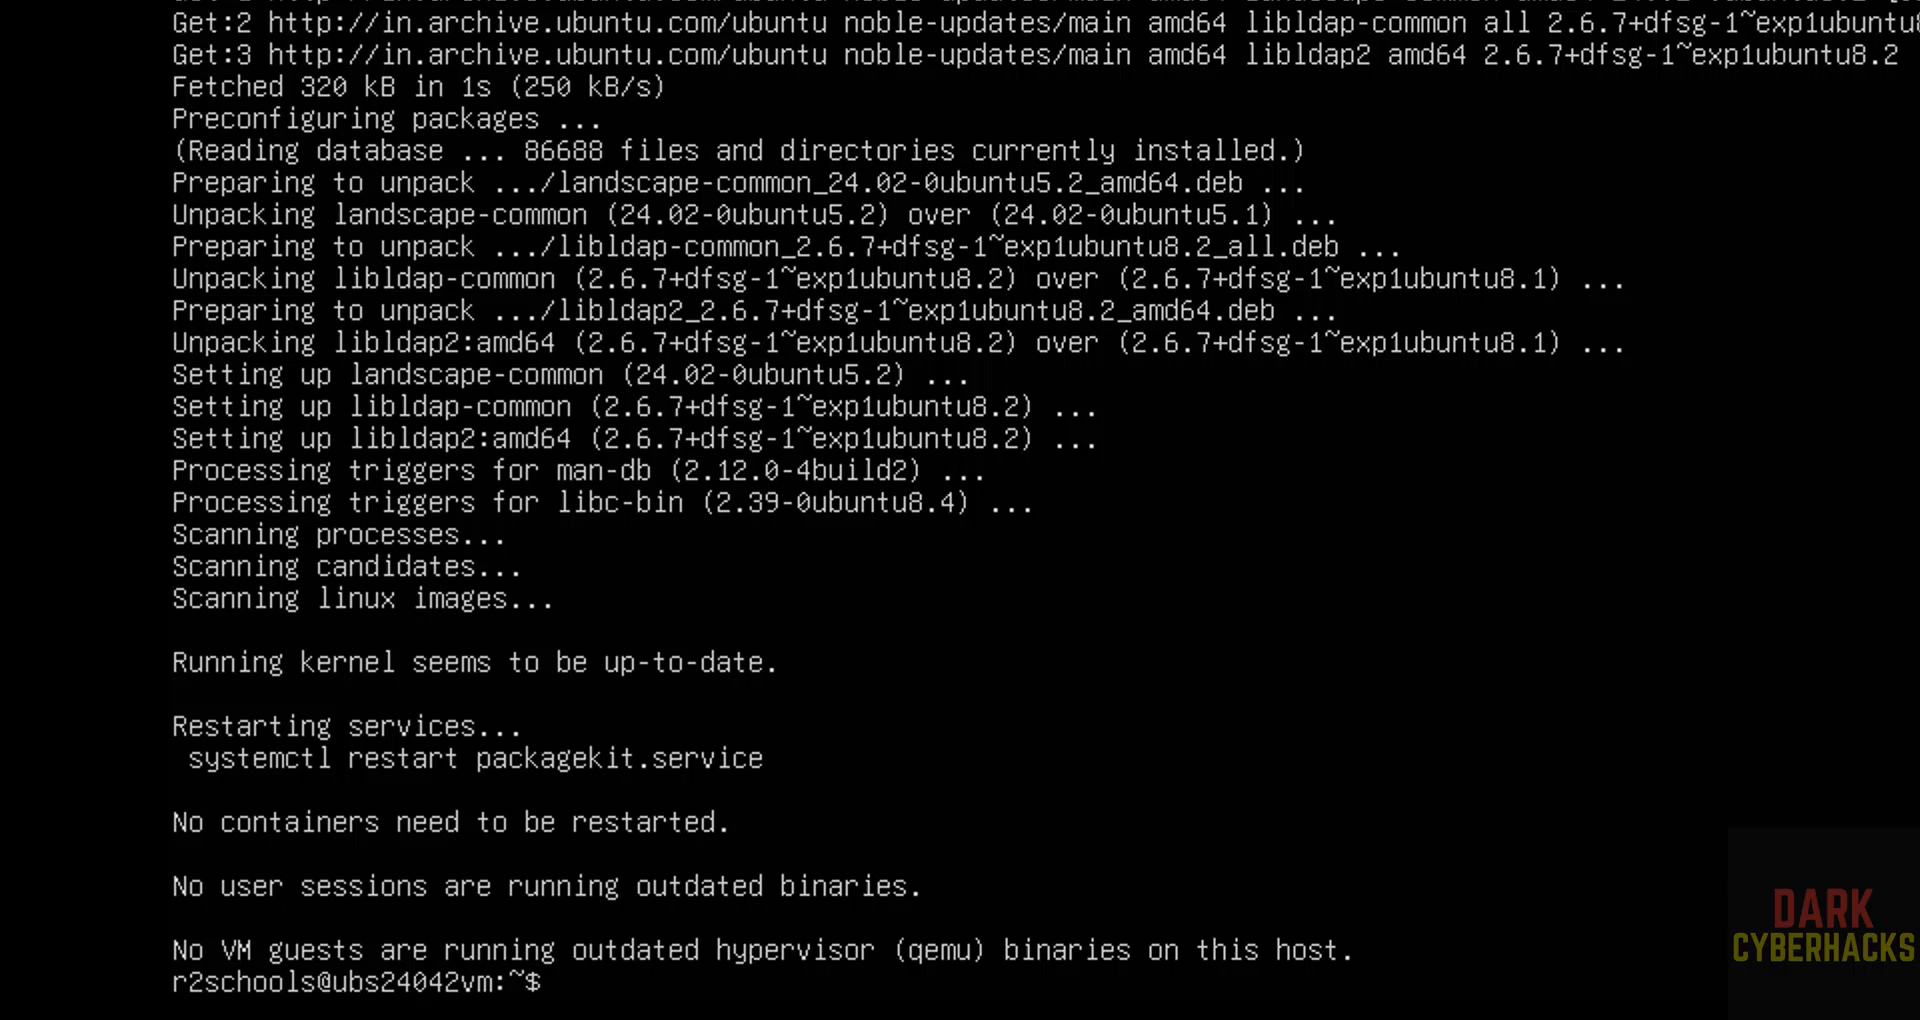 Get:2 http://in.archive.ubuntu.com/ubuntu noble-updates/main amd64 libldap-common all 2.6.7+dfsg-1~exp1ubuntu8
Get:3 http://in.archive.ubuntu.com/ubuntu noble-updates/main amd64 libldap2 amd64 2.6.7+dfsg-1~exp1ubuntu8.2
Fetched 320 kB in 1s (250 kB/s)
Preconfiguring packages ...
(Reading database ... 86688 files and directories currently installed.)
Preparing to unpack .../landscape-common_24.02-0ubuntu5.2_amd64.deb ...
Unpacking landscape-common (24.02-0ubuntu5.2) over (24.02-0ubuntu5.1) ...
Preparing to unpack .../libldap-common_2.6.7+dfsg-1~exp1ubuntu8.2_all.deb ...
Unpacking libldap-common (2.6.7+dfsg-1~exp1ubuntu8.2) over (2.6.7+dfsg-1~exp1ubuntu8.1) ...
Preparing to unpack .../libldap2_2.6.7+dfsg-1~exp1ubuntu8.2_amd64.deb ...
Unpacking libldap2:amd64 (2.6.7+dfsg-1~exp1ubuntu8.2) over (2.6.7+dfsg-1~exp1ubuntu8.1) ...
Setting up landscape-common (24.02-0ubuntu5.2) ...
Setting up libldap-common (2.6.7+dfsg-1~exp1ubuntu8.2) ...
Setting up libldap2:amd64 (2.6.7+dfsg-1~exp1ubuntu8.2) ...
Processing triggers for man-db (2.12.0-4build2) ...
Processing triggers for libc-bin (2.39-0ubuntu8.4) ...
Scanning processes...
Scanning candidates...
Scanning linux images...
Running kernel seems to be up-to-date.
Restarting services...
systemctl restart packagekit.service
No containers need to be restarted.
No user sessions are running outdated binaries.
No VM guests are running outdated hypervisor (qemu) binaries on this host.
r2schools@ubs24042vm:~$
DARK
CYBERHACKS